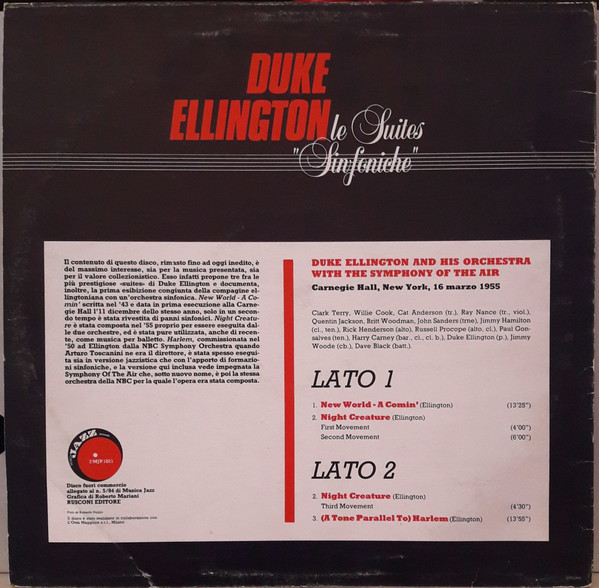 DUKE
ELLINGTON
le Suites
"Sinfoniche"
Il contenuto di questo disco, rimasto fino ad oggi inedito, è
del massimo interesse, sia per la musica presentata, sia
per il valore collezionistico. Esso infatti propone tre fra le
più prestigiose «suites» di Duke Ellington e documenta,
inoltre, la prima esibizione congiunta della compagine el-
lingtoniana con un'orchestra sinfonica. New World - A Co-
min' scritta nel '43 e data in prima esecuzione alla Carne-
gie Hall l'11 dicembre dello stesso anno, solo in un secon-
do tempo è stata rivestita di panni sinfonici. Night Creatu-
re è stata composta nel '55 proprio per essere eseguita dal-
le due orchestre, ed è stata pure utilizzata, anche di recen-
te, come musica per balletto. Harlem, commissionata nel
'50 ad Ellington dalla NBC Symphony Orchestra quando
Arturo Toscanini ne era il direttore, è stata spesso esegui-
ta sia in versione jazzistica che con l'apporto di formazio-
ni sinfoniche, e la versione qui inclusa vede impegnata la
Symphony Of The Air che, sotto nuovo nome, è poi la stessa
orchestra della NBC per la quale l'opera era stata composta.
JAZZ
2 MJP 1021
Disco fuori commercio
allegato al n. 5/84 di Musica Jazz
Grafica di Roberto Mariani
RUSCONI EDITORE
DUKE ELLINGTON AND HIS ORCHESTRA
WITH THE SYMPHONY OF THE AIR
Carnegie Hall, New York, 16 marzo 1955
Clark Terry, Willie Cook, Cat Anderson (tr.), Ray Nance (tr., viol.),
Quentin Jackson, Britt Woodman, John Sanders (trne), Jimmy Hamilton
(cl., ten.), Rick Henderson (alto), Russell Procope (alto, cl.), Paul Gon-
salves (ten.), Harry Carney (bar., cl., cl. b.), Duke Ellington (p.), Jimmy
Woode (cb.), Dave Black (batt.).
LATO 1
1. New World - A Comin' (Ellington) (13'25")
2. Night Creature (Ellington)
First Movement (4'00")
Second Movement (6'00")
LATO 2
2. Night Creature (Ellington)
Third Movement (4'30")
3. (A Tone Parallel To) Harlem (Ellington) (13'55")